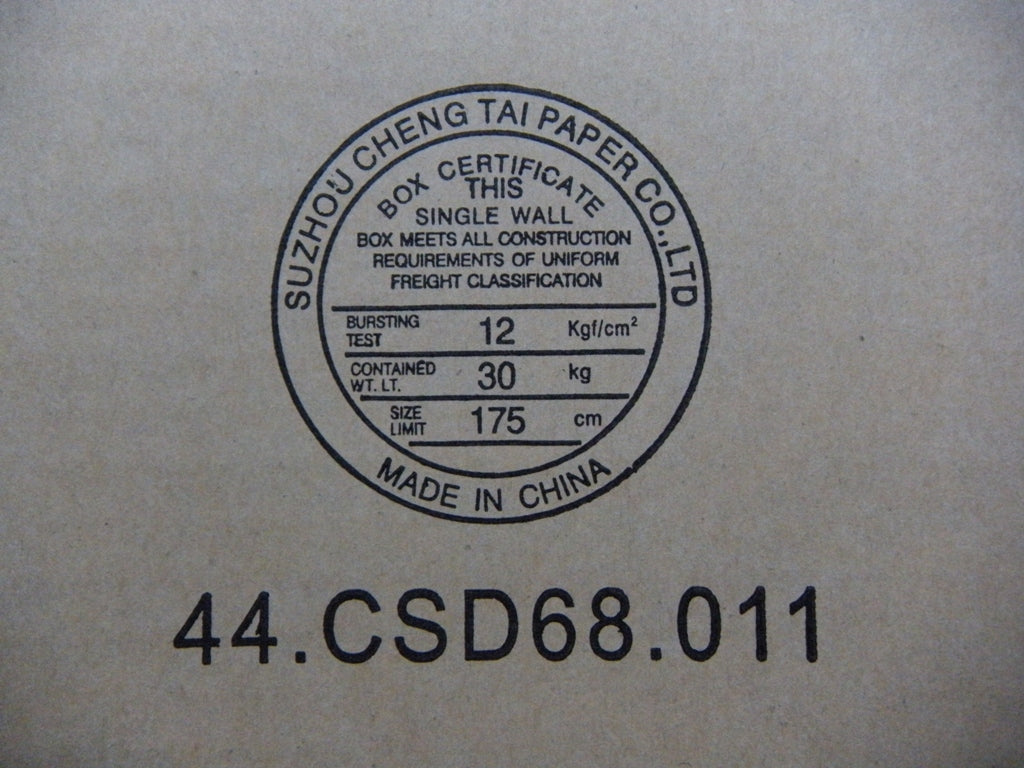 SUZHOU CHENG TAI PAPER CO.,LTD
BOX CERTIFICATE
THIS
SINGLE WALL
BOX MEETS ALL CONSTRUCTION
REQUIREMENTS OF UNIFORM
FREIGHT CLASSIFICATION
BURSTING TEST 12 Kgf/cm²
CONTAINED WT. LT. 30 kg
SIZE LIMIT 175 cm
MADE IN CHINA
44.CSD68.011